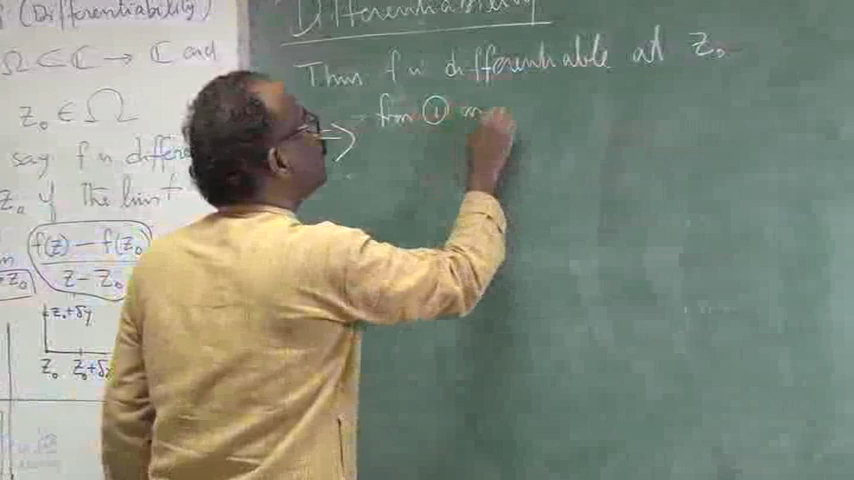 (Differentiability)
Ω ⊂ ℂ → ℂ and
z₀ ∈ Ω
say f is differe
z₀ if the limit
f(z) − f(z₀)
z − z₀
z₀+δy
z₀ z₀+δx
Differentiability
Thus f is differentiable at z₀
⇒ from ①